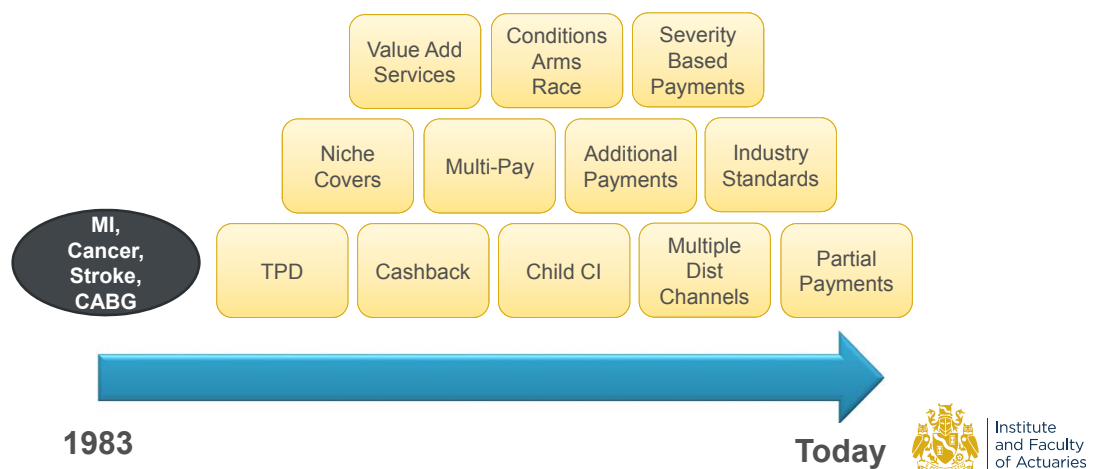 Value Add
Services
Conditions
Arms
Race
Severity
Based
Payments
Niche
Covers
Multi-Pay
Additional
Payments
Industry
Standards
MI,
Cancer,
Stroke,
CABG
TPD
Cashback
Child CI
Multiple
Dist
Channels
Partial
Payments
1983
Today
Institute
and Faculty
of Actuaries